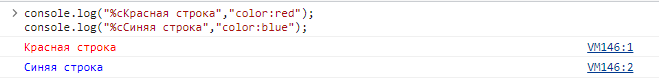 > console.log("%cКрасная строка","color:red");
console.log("%cСиняя строка","color:blue");
Красная строка VM146:1
Синяя строка VM146:2